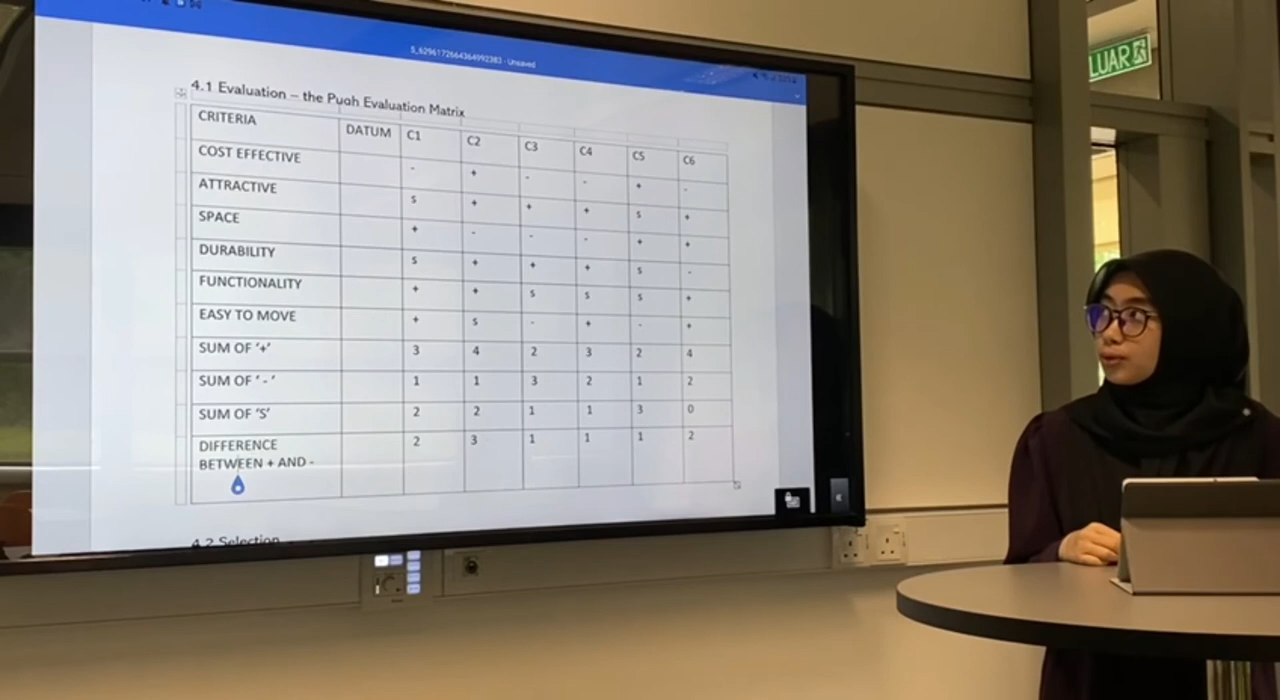 5_6296172664364992383 - Unsaved
LUAR
4.1 Evaluation – the Pugh Evaluation Matrix
CRITERIA DATUM C1 C2 C3 C4 C5 C6
COST EFFECTIVE - + - - + -
ATTRACTIVE S + + + S +
SPACE + - - - + +
DURABILITY S + + + S -
FUNCTIONALITY + + S S S +
EASY TO MOVE + S - + - +
SUM OF '+' 3 4 2 3 2 4
SUM OF ' - ' 1 1 3 2 1 2
SUM OF 'S' 2 2 1 1 3 0
DIFFERENCE 2 3 1 1 1 2
BETWEEN + AND -
4.2 Selection